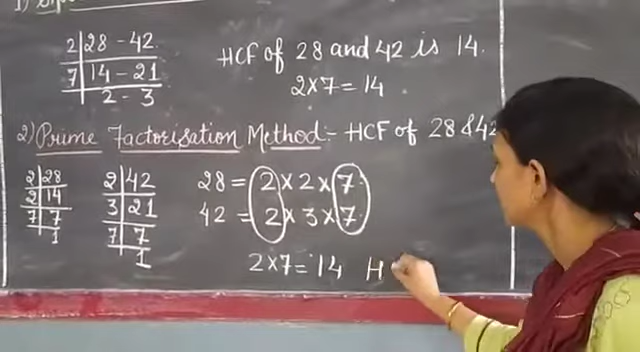 2 | 28 - 42
7 | 14 - 21
2 - 3
HCF of 28 and 42 is 14.
2×7=14
2) Prime Factorisation Method:- HCF of 28 & 42
2 | 28
2 | 14
7 | 7
1
2 | 42
3 | 21
7 | 7
1
28 = 2 × 2 × 7
42 = 2 × 3 × 7
2×7=14 H